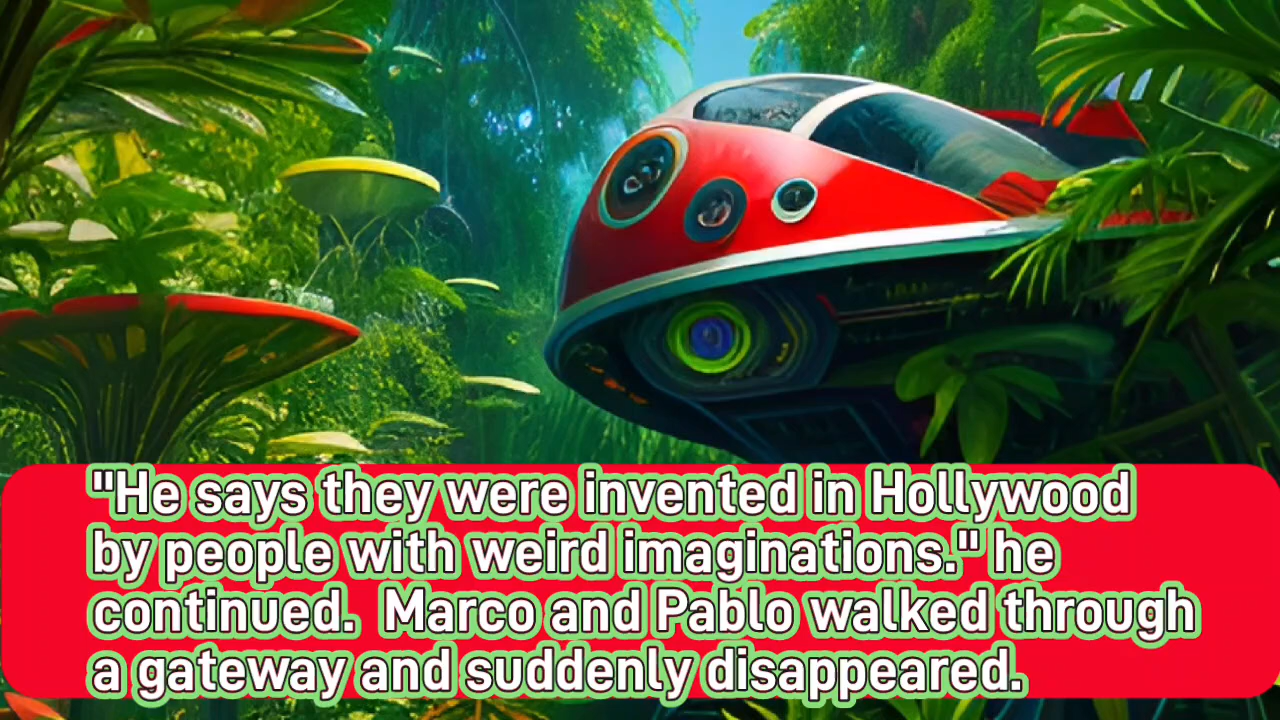 "He says they were invented in Hollywood
by people with weird imaginations." he
continued.  Marco and Pablo walked through
a gateway and suddenly disappeared.